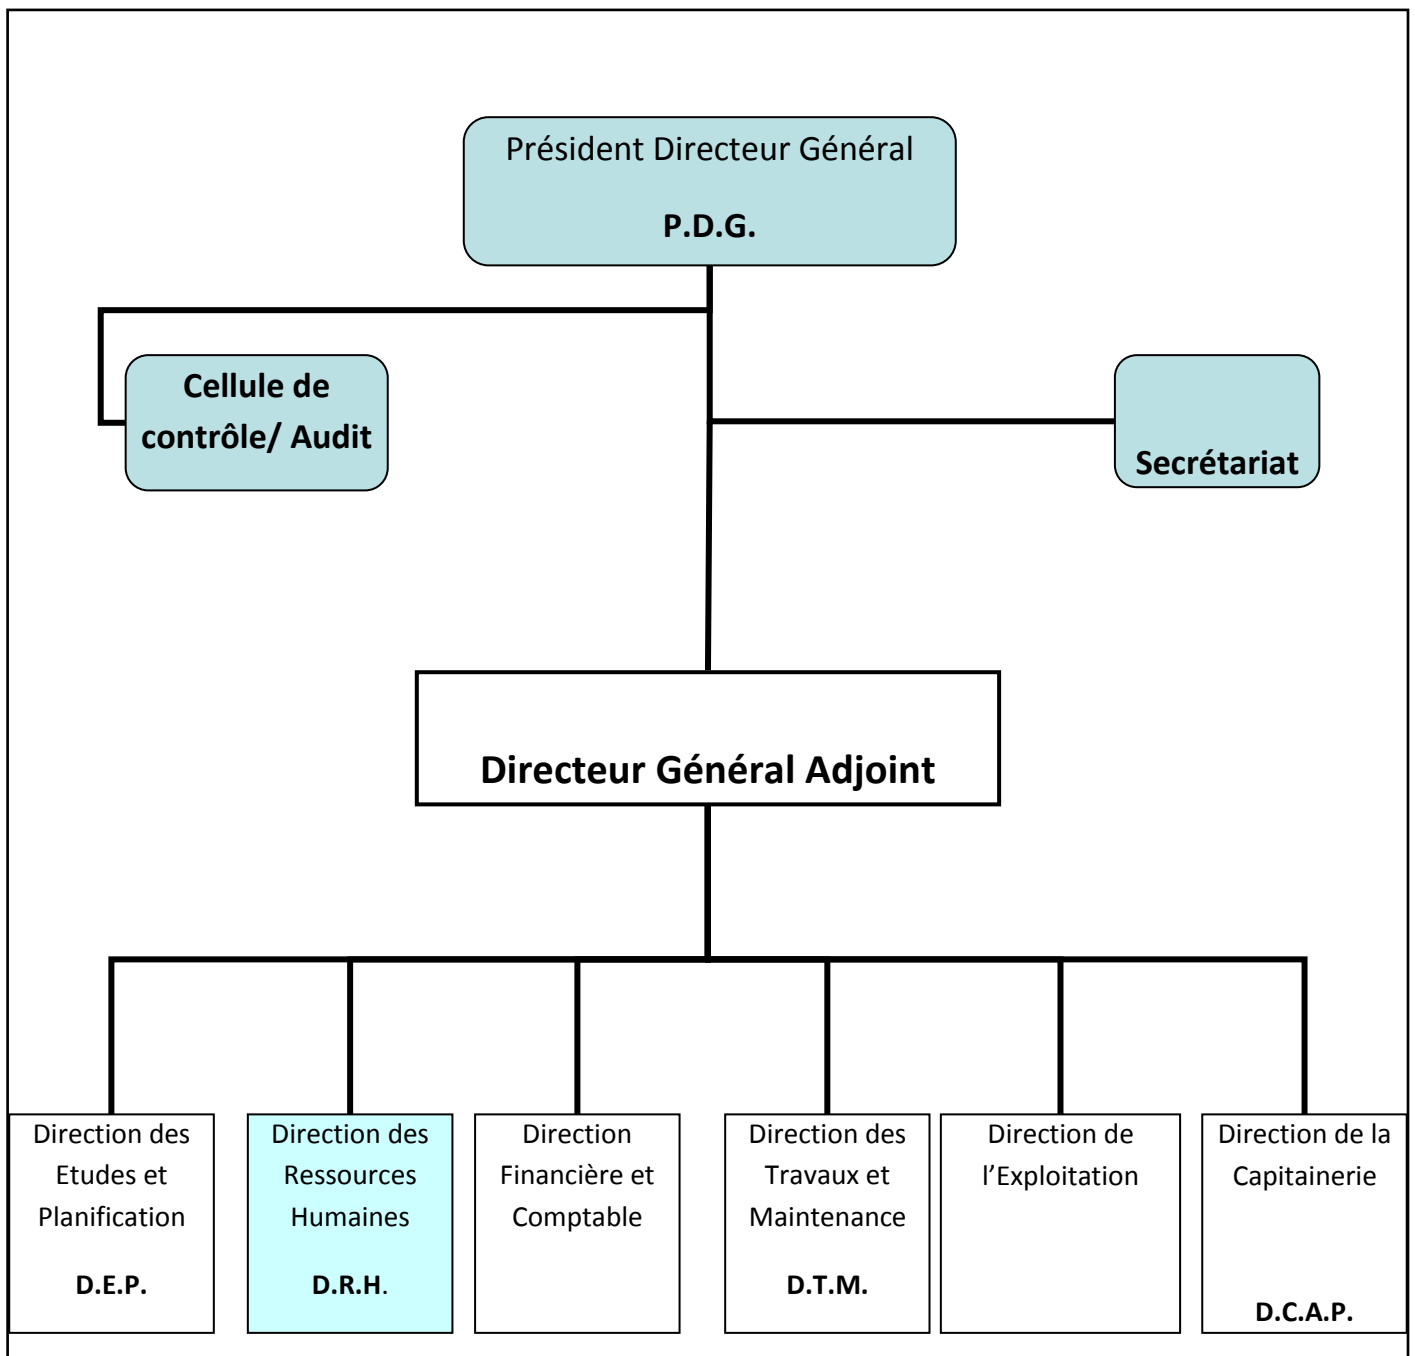 Président Directeur Général
P.D.G.
Cellule de
contrôle/ Audit
Secrétariat
Directeur Général Adjoint
Direction des
Etudes et
Planification
D.E.P.
Direction des
Ressources
Humaines
D.R.H.
Direction
Financière et
Comptable
Direction des
Travaux et
Maintenance
D.T.M.
Direction de
l’Exploitation
Direction de la
Capitainerie
D.C.A.P.